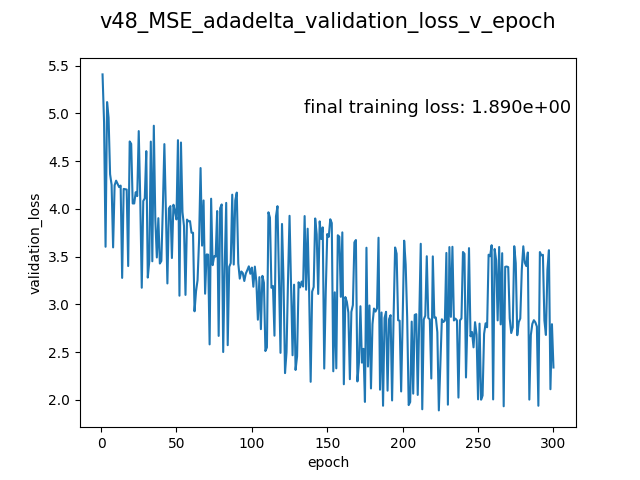 v48_MSE_adadelta_validation_loss_v_epoch
5.5
5.0
4.5
4.0
3.5
3.0
2.5
2.0
validation_loss
final training loss: 1.890e+00
0 50 100 150 200 250 300
epoch